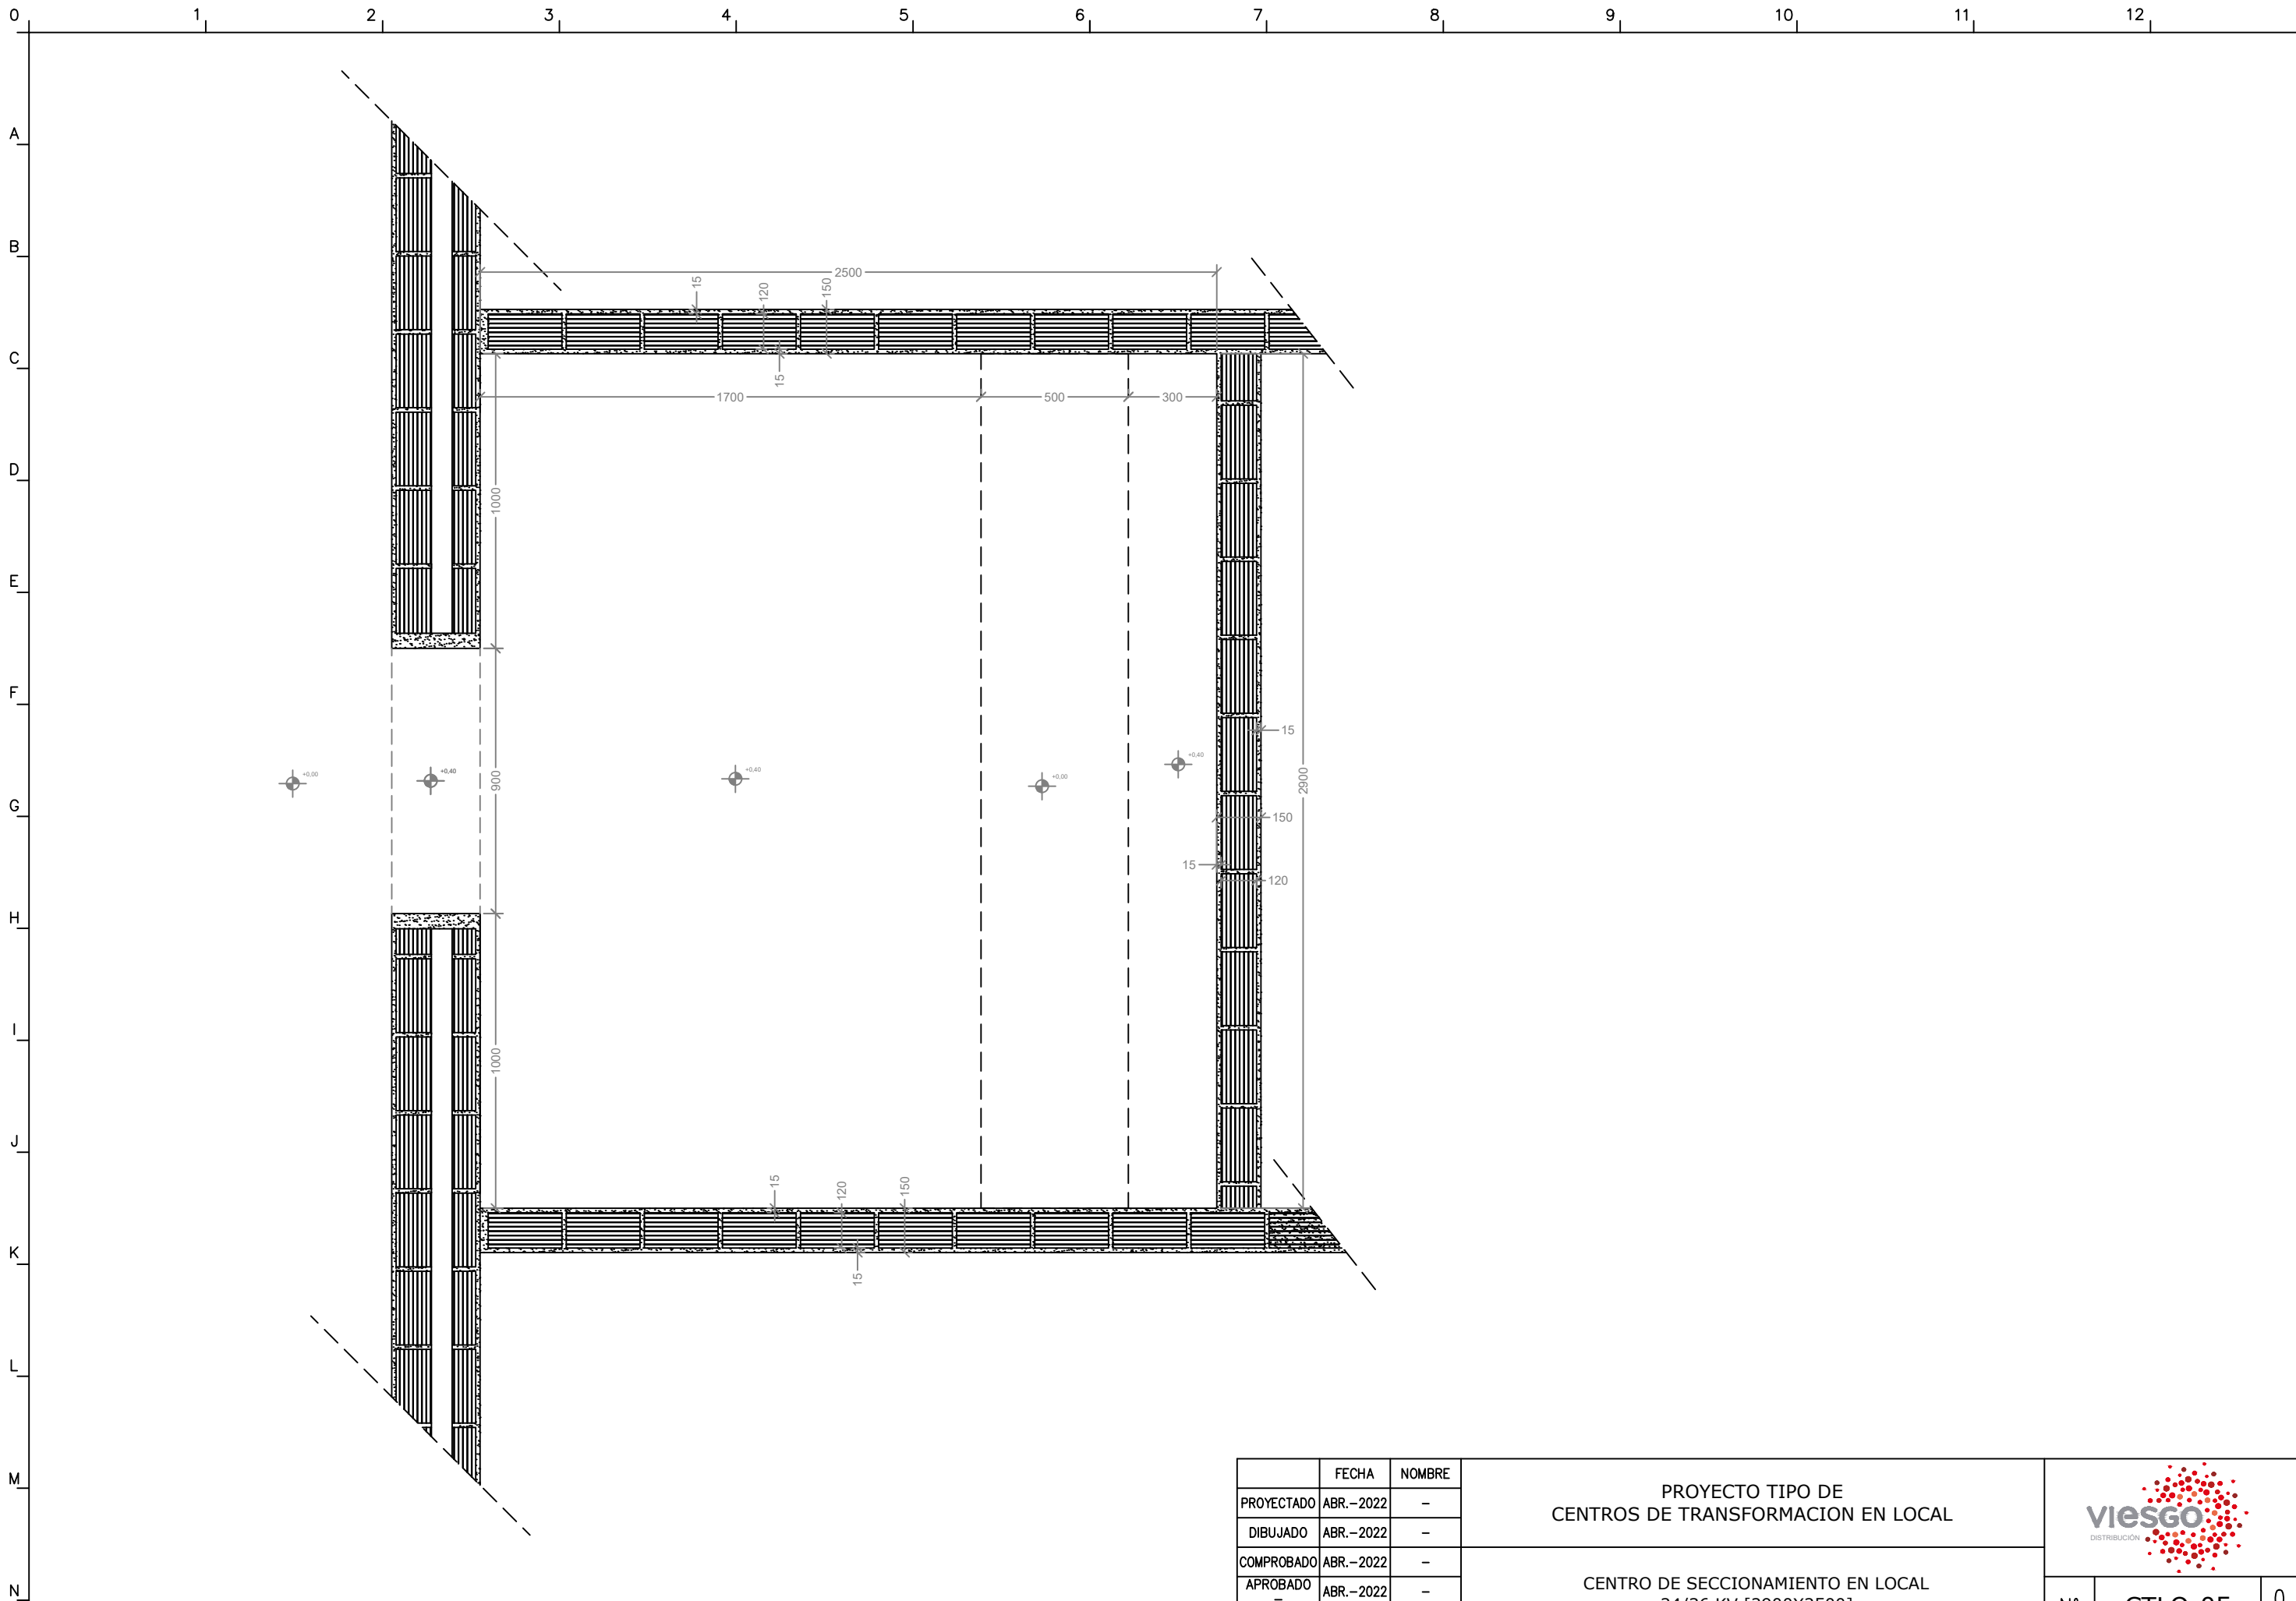 0 1 2 3 4 5 6 7 8 9 10 11 12
A
B
C
D
E
F
G
H
I
J
K
L
M
N
2500
15
120
150
15
1700
500
300
1000
900
1000
2900
15
150
15
120
+0,00
+0,40
+0,40
+0,00
+0,40
15
120
150
15
FECHA NOMBRE
PROYECTADO ABR.-2022 -
DIBUJADO ABR.-2022 -
COMPROBADO ABR.-2022 -
APROBADO ABR.-2022 -
PROYECTO TIPO DE
CENTROS DE TRANSFORMACION EN LOCAL
CENTRO DE SECCIONAMIENTO EN LOCAL
viesgo
DISTRIBUCIÓN